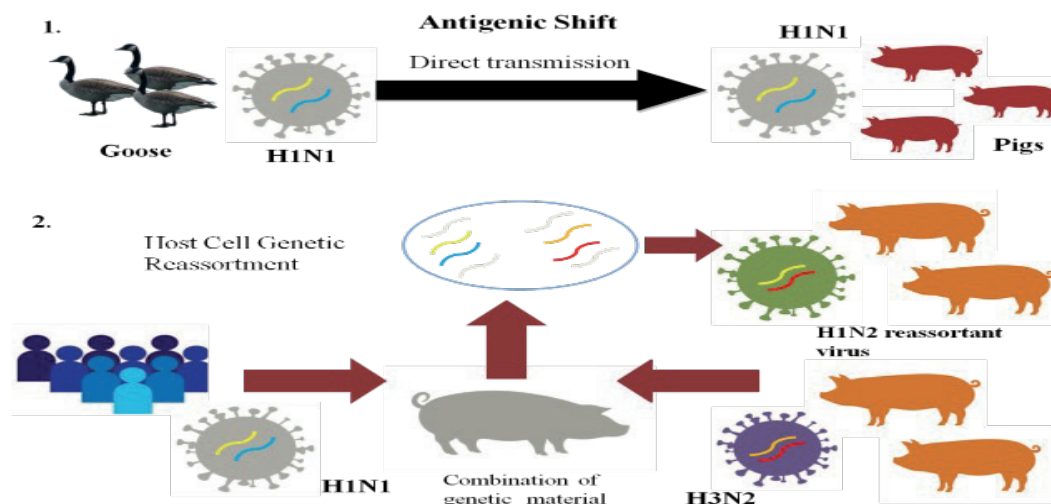 Antigenic Shift
1.
H1N1
Direct transmission
Goose
H1N1
Pigs
2.
Host Cell Genetic
Reassortment
H1N2 reassortant
virus
H1N1
Combination of
genetic material
H3N2